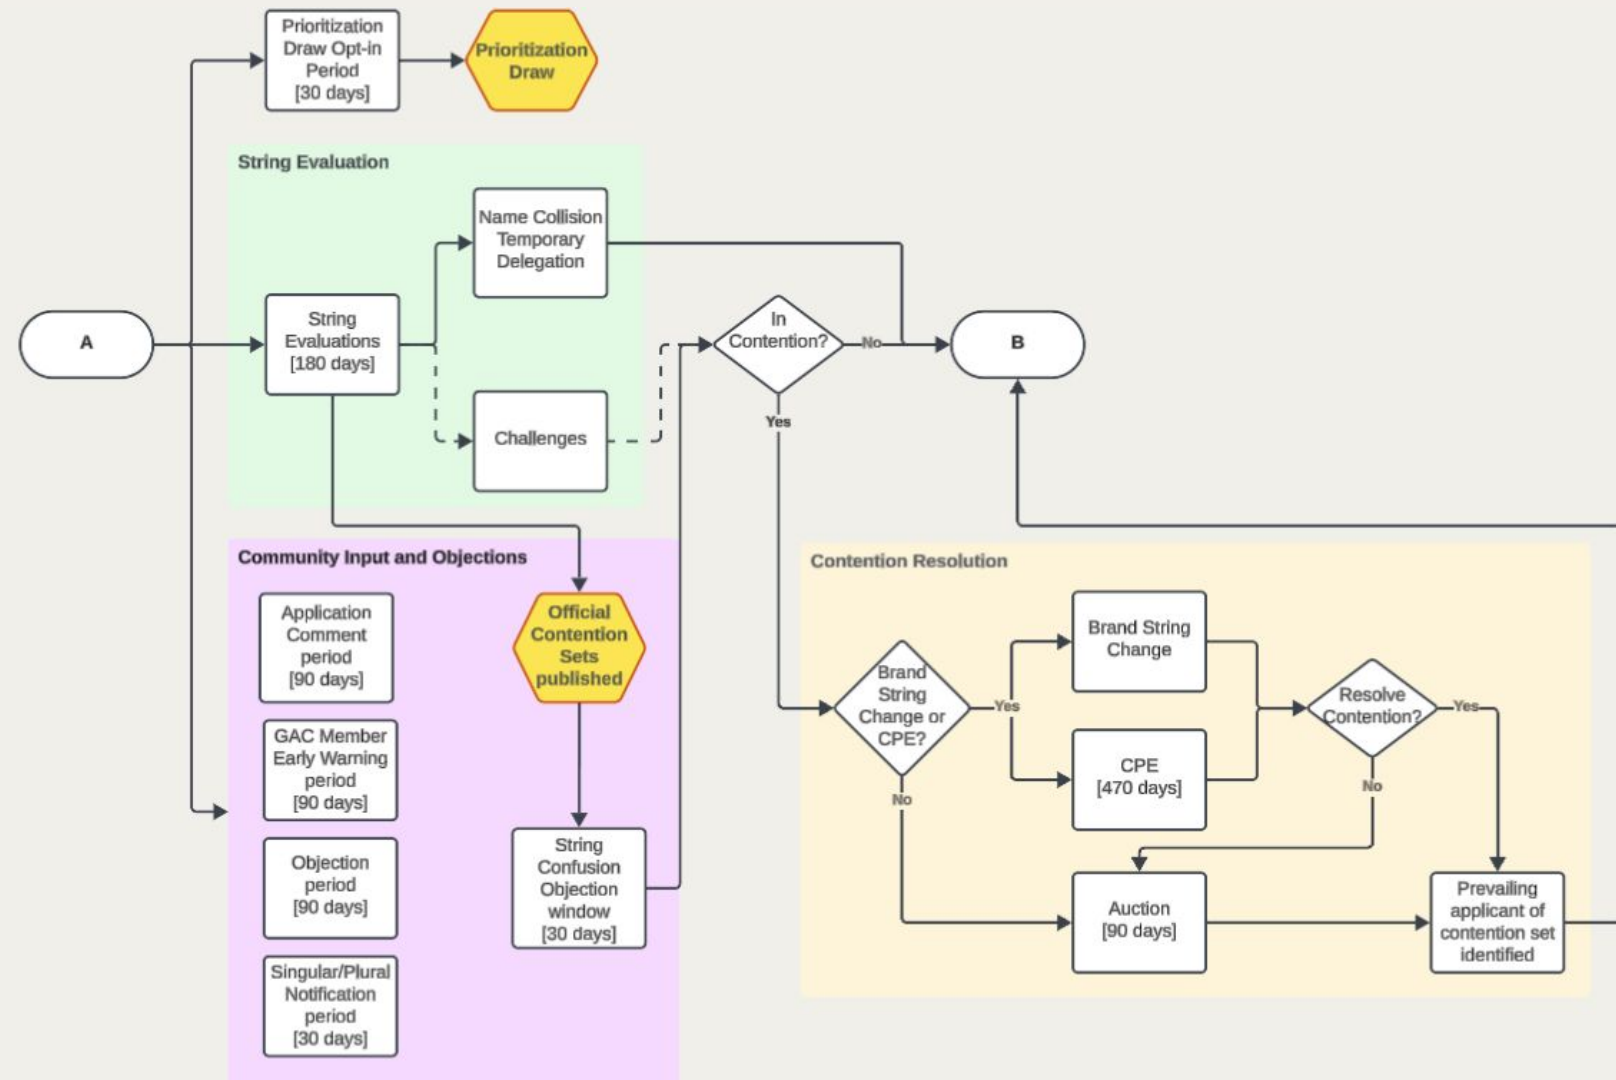 Prioritization
Draw Opt-in
Period
[30 days]
Prioritization
Draw
String Evaluation
Name Collision
Temporary
Delegation
A
String
Evaluations
[180 days]
In
Contention?
No
B
Challenges
Yes
Community Input and Objections
Application
Comment
period
[90 days]
Official
Contention
Sets
published
GAC Member
Early Warning
period
[90 days]
Objection
period
[90 days]
String
Confusion
Objection
window
[30 days]
Singular/Plural
Notification
period
[30 days]
Contention Resolution
Brand String
Change
Brand
String
Change or
CPE?
Yes
Resolve
Contention?
Yes
CPE
[470 days]
No
No
Auction
[90 days]
Prevailing
applicant of
contention set
identified